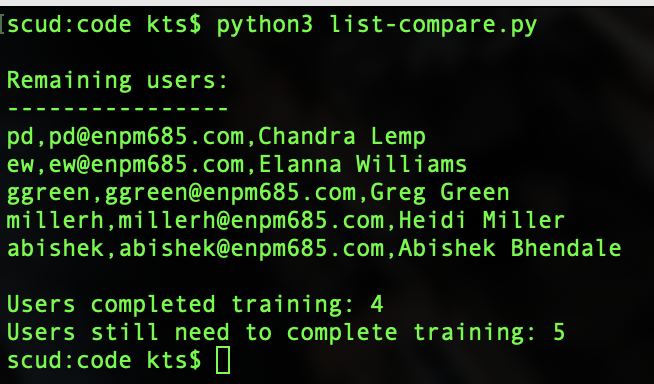 scud:code kts$ python3 list-compare.py
Remaining users:
----------------
pd,pd@enpm685.com,Chandra Lemp
ew,ew@enpm685.com,Elanna Williams
ggreen,ggreen@enpm685.com,Greg Green
millerh,millerh@enpm685.com,Heidi Miller
abishek,abishek@enpm685.com,Abishek Bhendale
Users completed training: 4
Users still need to complete training: 5
scud:code kts$